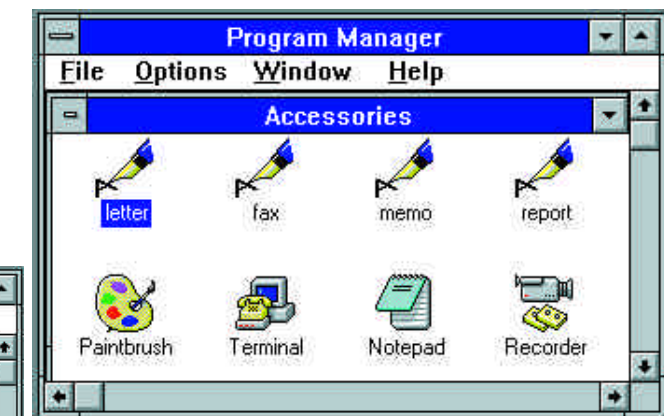 Program Manager
File Options Window Help
Accessories
letter fax memo report
Paintbrush Terminal Notepad Recorder